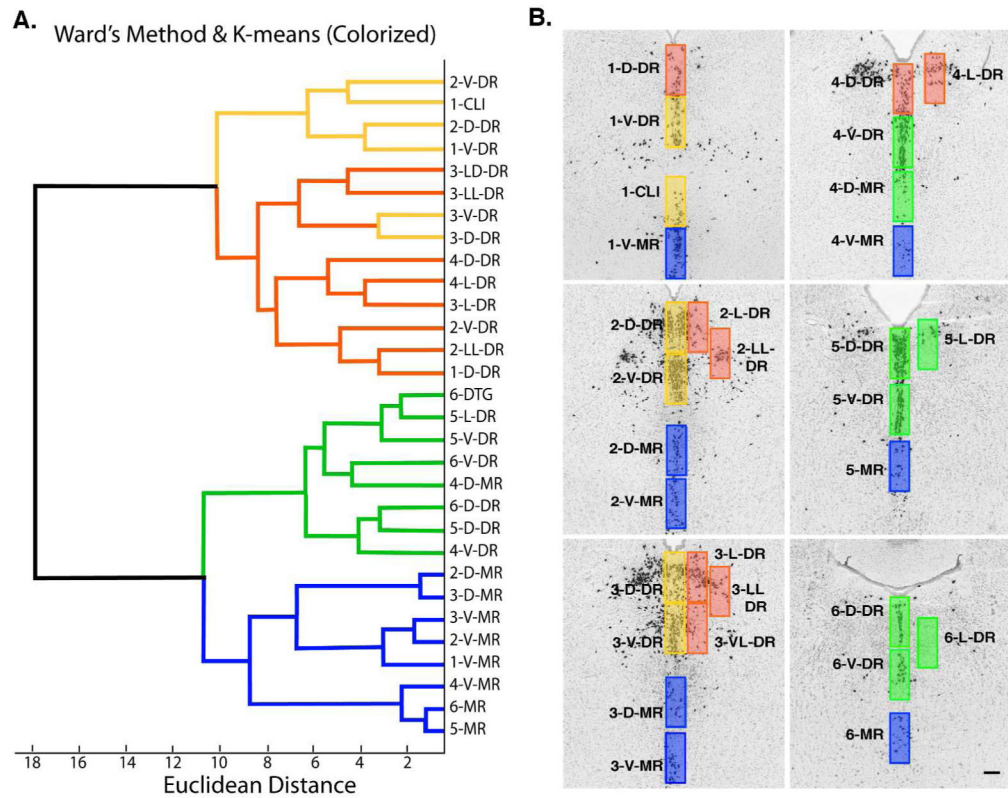 A.
Ward's Method & K-means (Colorized)
2-V-DR
1-CLI
2-D-DR
1-V-DR
3-LD-DR
3-LL-DR
3-V-DR
3-D-DR
4-D-DR
4-L-DR
3-L-DR
2-V-DR
2-LL-DR
1-D-DR
6-DTG
5-L-DR
5-V-DR
6-V-DR
4-D-MR
6-D-DR
5-D-DR
4-V-DR
2-D-MR
3-D-MR
3-V-MR
2-V-MR
1-V-MR
4-V-MR
6-MR
5-MR
18 16 14 12 10 8 6 4 2
Euclidean Distance
B.
1-D-DR
1-V-DR
1-CLI
1-V-MR
4-D-DR
4-L-DR
4-V-DR
4-D-MR
4-V-MR
2-D-DR
2-L-DR
2-LL-
DR
2-V-DR
2-D-MR
2-V-MR
5-D-DR
5-L-DR
5-V-DR
5-MR
3-L-DR
3-D-DR
3-LL
DR
3-V-DR
3-VL-DR
3-D-MR
3-V-MR
6-D-DR
6-L-DR
6-V-DR
6-MR